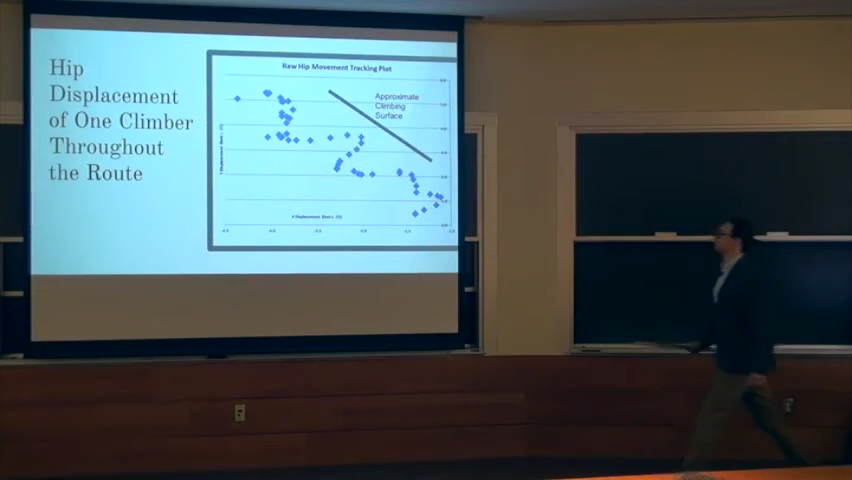 Hip
Displacement
of One Climber
Throughout
the Route
Raw Hip Movement Tracking Plot
Approximate
Climbing
Surface